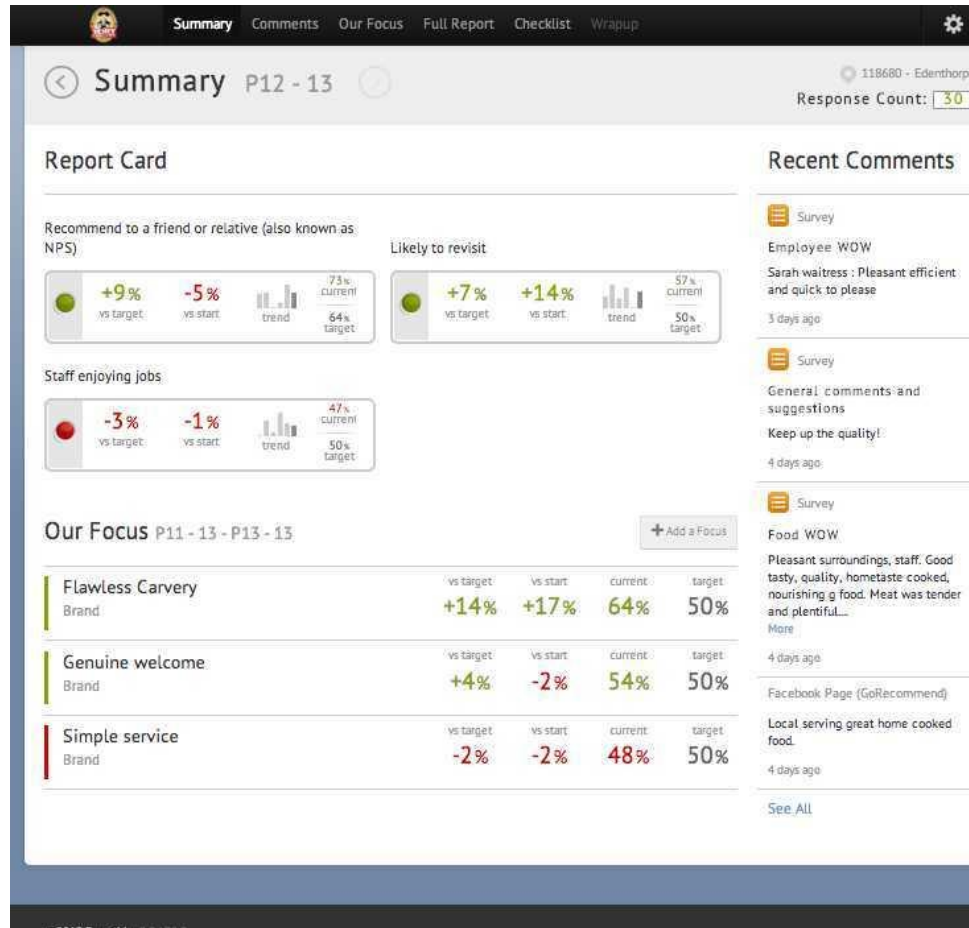 Summary Comments Our Focus Full Report Checklist Wrapup
Summary P12 - 13
118680 - Edenthorp
Response Count: 30
Report Card
Recommend to a friend or relative (also known as
NPS)
+9% vs target
-5% vs start
trend
73% current
64% target
Likely to revisit
+7% vs target
+14% vs start
trend
57% current
50% target
Staff enjoying jobs
-3% vs target
-1% vs start
trend
47% current
50% target
Our Focus P11 - 13 - P13 - 13
Add a Focus
Flawless Carvery
Brand
vs target vs start current target
+14% +17% 64% 50%
Genuine welcome
Brand
vs target vs start current target
+4% -2% 54% 50%
Simple service
Brand
vs target vs start current target
-2% -2% 48% 50%
Recent Comments
Survey
Employee WOW
Sarah waitress : Pleasant efficient
and quick to please
3 days ago
Survey
General comments and
suggestions
Keep up the quality!
4 days ago
Survey
Food WOW
Pleasant surroundings, staff. Good
tasty, quality, hometaste cooked,
nourishing g food. Meat was tender
and plentiful...
More
4 days ago
Facebook Page (GoRecommend)
Local serving great home cooked
food.
4 days ago
See All